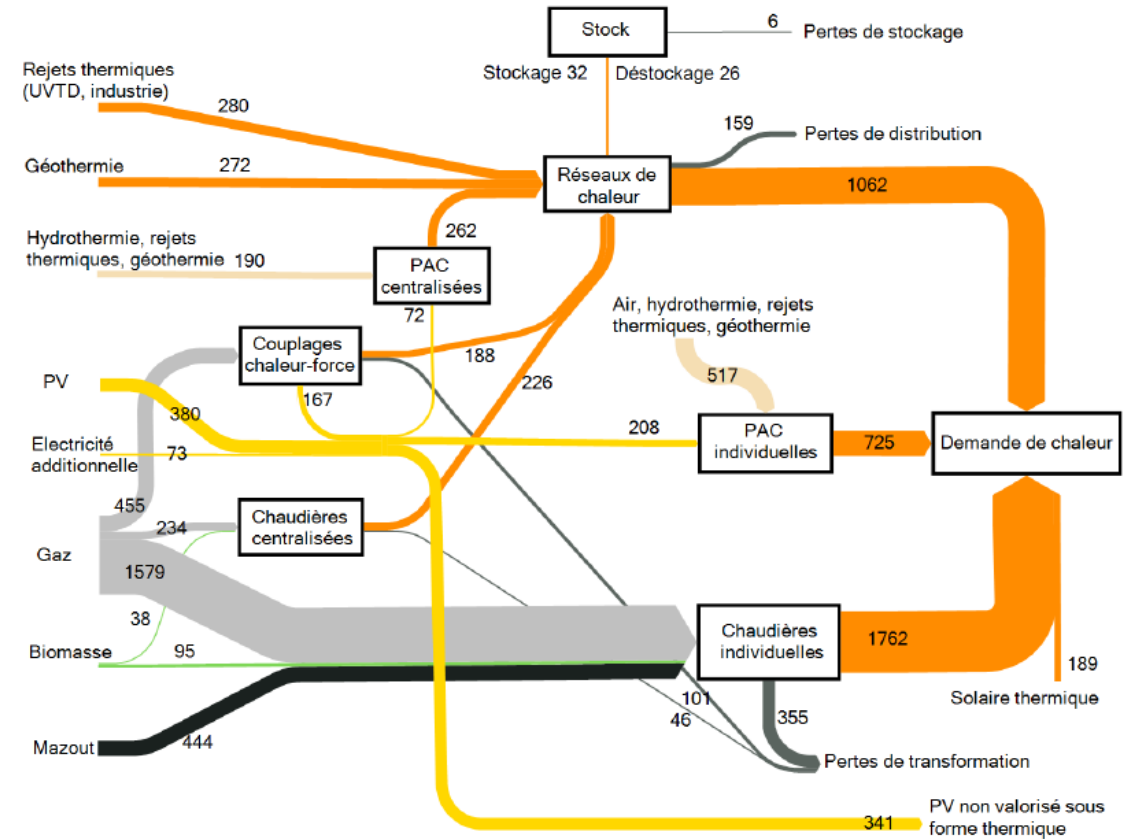 6
Stock
Pertes de stockage
Stockage 32
Déstockage 26
Rejets thermiques
(UVTD, industrie)
280
159
Pertes de distribution
Géothermie
272
Réseaux de
chaleur
1062
Hydrothermie, rejets
thermiques, géothermie
190
262
PAC
centralisées
72
Air, hydrothermie, rejets
thermiques, géothermie
517
Couplages
chaleur-force
188
226
167
PV
380
Electricité
additionnelle
73
208
PAC
individuelles
725
Demande de chaleur
455
234
Chaudières
centralisées
Gaz
1579
38
Biomasse
95
Chaudières
individuelles
1762
189
Solaire thermique
101
46
355
Mazout
444
Pertes de transformation
341
PV non valorisé sous
forme thermique